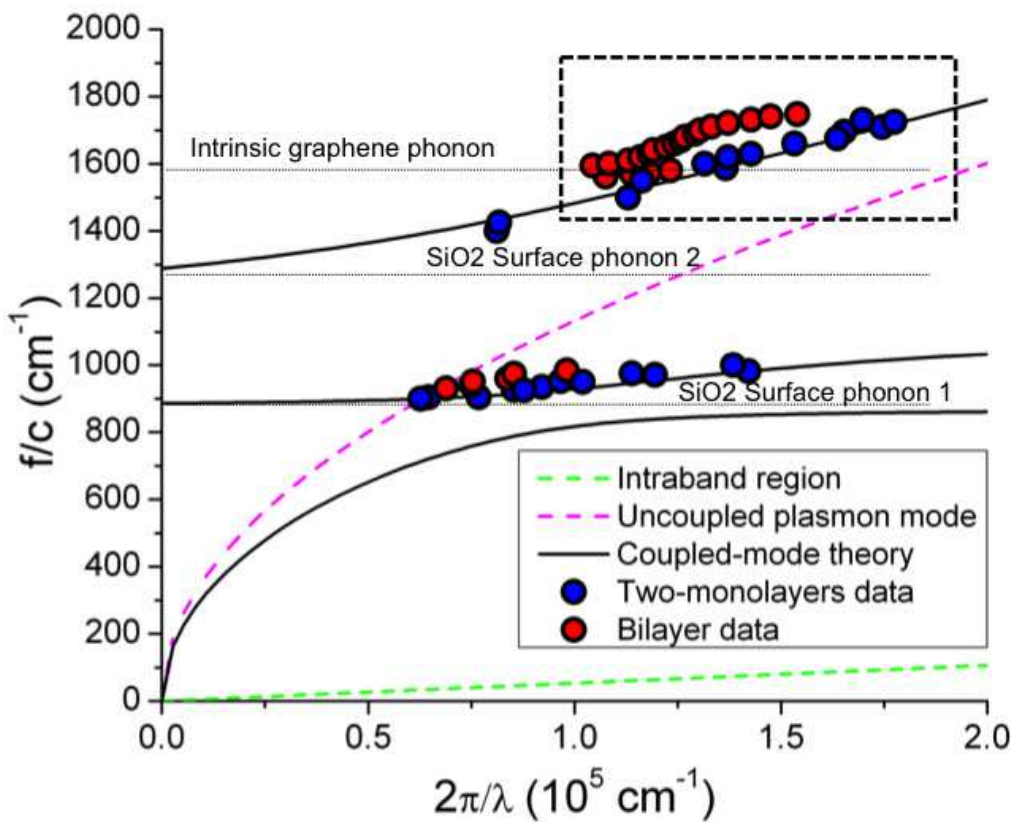 2000
1800
1600
1400
1200
1000
800
600
400
200
0
f/c (cm⁻¹)
Intrinsic graphene phonon
SiO2 Surface phonon 2
SiO2 Surface phonon 1
Intraband region
Uncoupled plasmon mode
Coupled-mode theory
Two-monolayers data
Bilayer data
0.0 0.5 1.0 1.5 2.0
2π/λ (10⁵ cm⁻¹)